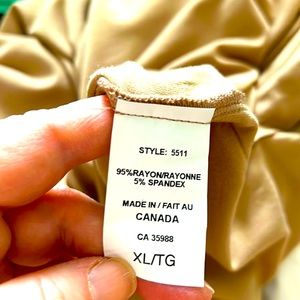 STYLE: 5511
95%RAYON/RAYONNE
5% SPANDEX
MADE IN / FAIT AU
CANADA
CA 35988
XL/TG